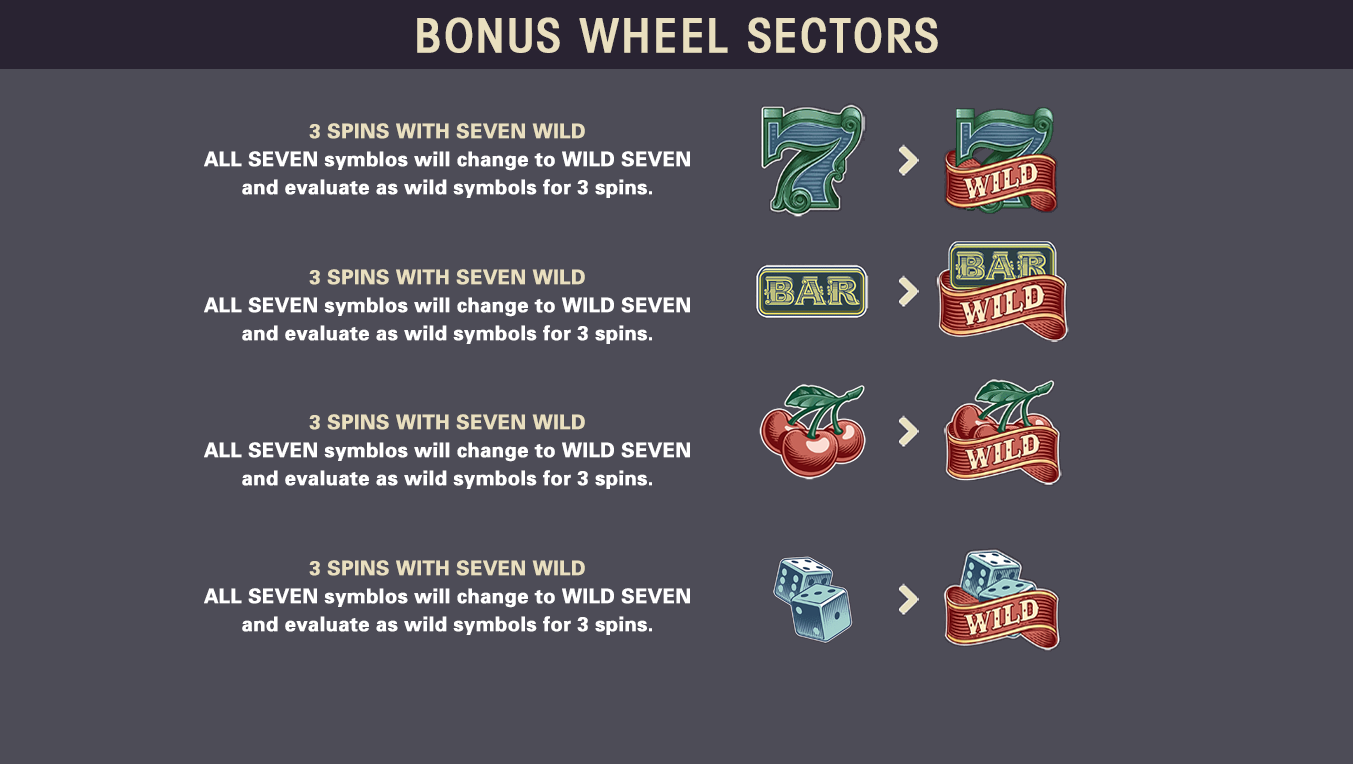 BONUS WHEEL SECTORS
3 SPINS WITH SEVEN WILD
ALL SEVEN symblos will change to WILD SEVEN
and evaluate as wild symbols for 3 spins.
7
7
WILD
3 SPINS WITH SEVEN WILD
ALL SEVEN symblos will change to WILD SEVEN
and evaluate as wild symbols for 3 spins.
BAR
BAR
WILD
3 SPINS WITH SEVEN WILD
ALL SEVEN symblos will change to WILD SEVEN
and evaluate as wild symbols for 3 spins.
WILD
3 SPINS WITH SEVEN WILD
ALL SEVEN symblos will change to WILD SEVEN
and evaluate as wild symbols for 3 spins.
WILD